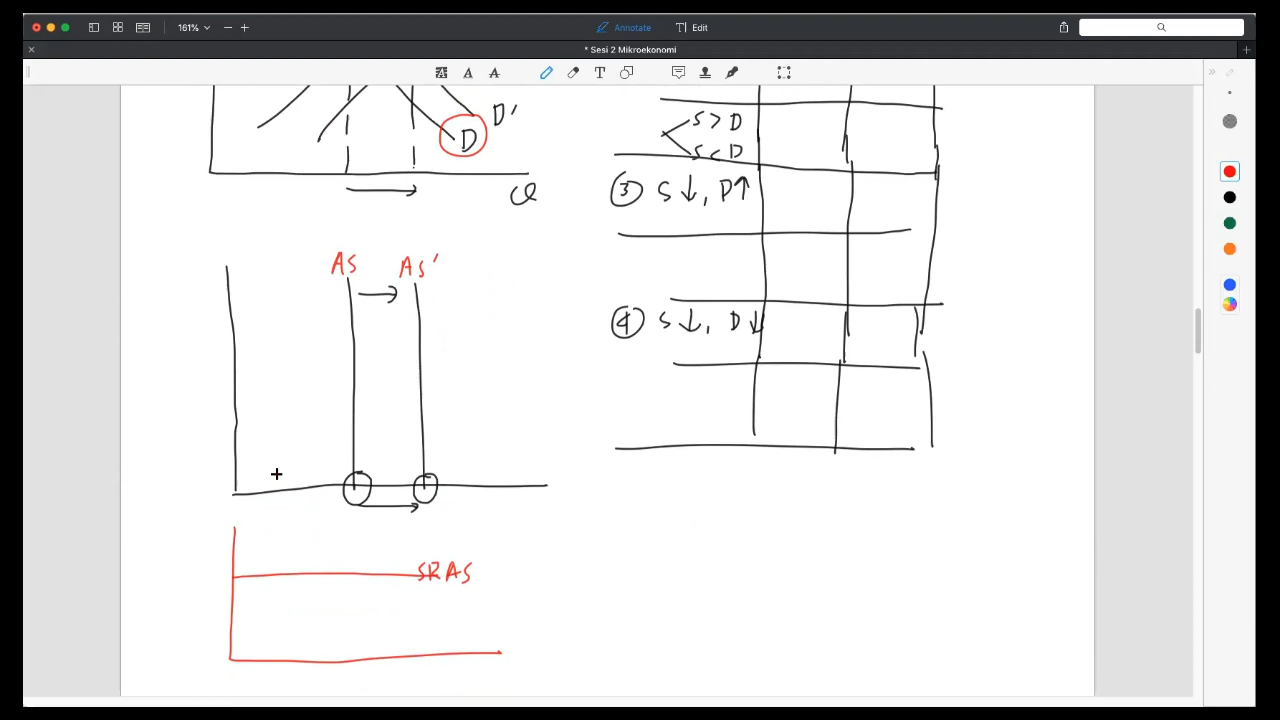 161%
Annotate
Edit
* Sesi 2 Mikroekonomi
D'
D
Q
AS
AS'
SRAS
S > D
S < D
③ S ↓, D↑
④ S ↓, D ↓